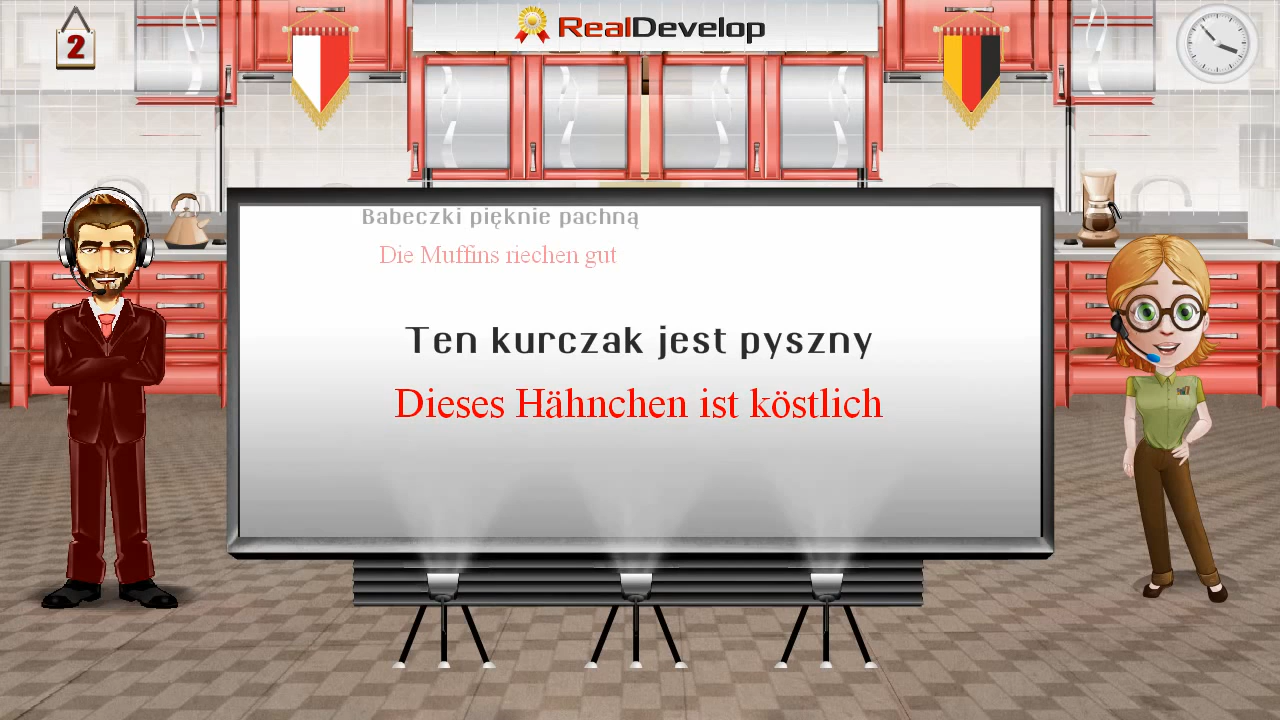 2
RealDevelop
Babeczki pięknie pachną
Die Muffins riechen gut
Ten kurczak jest pyszny
Dieses Hähnchen ist köstlich